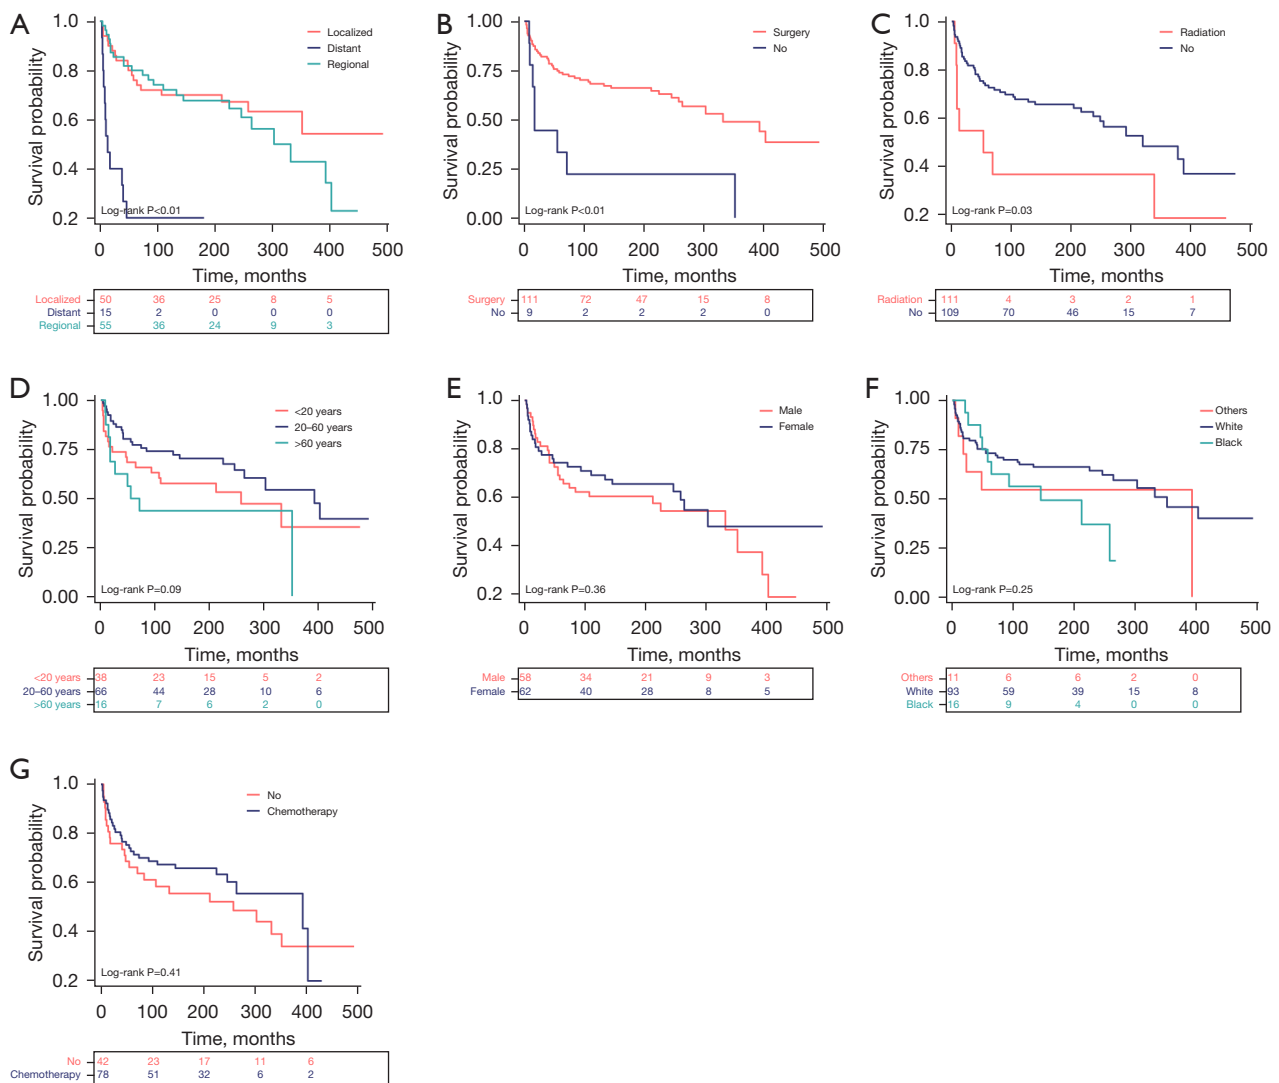 A
Survival probability
1.0
0.8
0.6
0.4
0.2
Localized
Distant
Regional
Log-rank P<0.01
0 100 200 300 400 500
Time, months
Localized 50 36 25 8 5
Distant 15 2 0 0 0
Regional 55 36 24 9 3
B
Survival probability
1.00
0.75
0.50
0.25
0.00
Surgery
No
Log-rank P<0.01
0 100 200 300 400 500
Time, months
Surgery 111 72 47 15 8
No 9 2 2 2 0
C
Survival probability
1.0
0.8
0.6
0.4
0.2
Radiation
No
Log-rank P=0.03
0 100 200 300 400 500
Time, months
Radiation 111 4 3 2 1
No 109 70 46 15 7
D
Survival probability
1.00
0.75
0.50
0.25
0.00
<20 years
20–60 years
>60 years
Log-rank P=0.09
0 100 200 300 400 500
Time, months
<20 years 38 23 15 5 2
20–60 years 66 44 28 10 6
>60 years 16 7 6 2 0
E
Survival probability
1.0
0.8
0.6
0.4
0.2
Male
Female
Log-rank P=0.36
0 100 200 300 400 500
Time, months
Male 58 34 21 9 3
Female 62 40 28 8 5
F
Survival probability
1.00
0.75
0.50
0.25
0.00
Others
White
Black
Log-rank P=0.25
0 100 200 300 400 500
Time, months
Others 11 6 6 2 0
White 93 59 39 15 8
Black 16 9 4 0 0
G
Survival probability
1.0
0.8
0.6
0.4
0.2
No
Chemotherapy
Log-rank P=0.41
0 100 200 300 400 500
Time, months
No 42 23 17 11 6
Chemotherapy 78 51 32 6 2